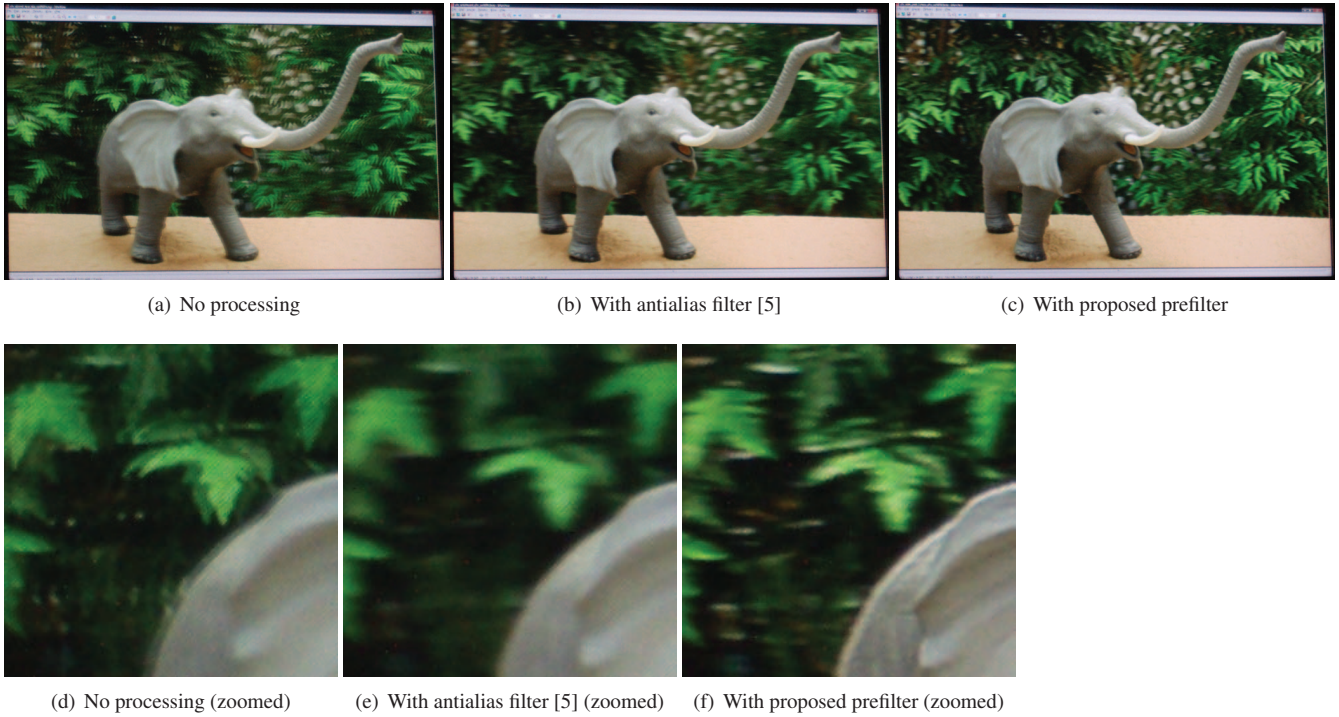 (a) No processing
(b) With antialias filter [5]
(c) With proposed prefilter
(d) No processing (zoomed)
(e) With antialias filter [5] (zoomed)
(f) With proposed prefilter (zoomed)